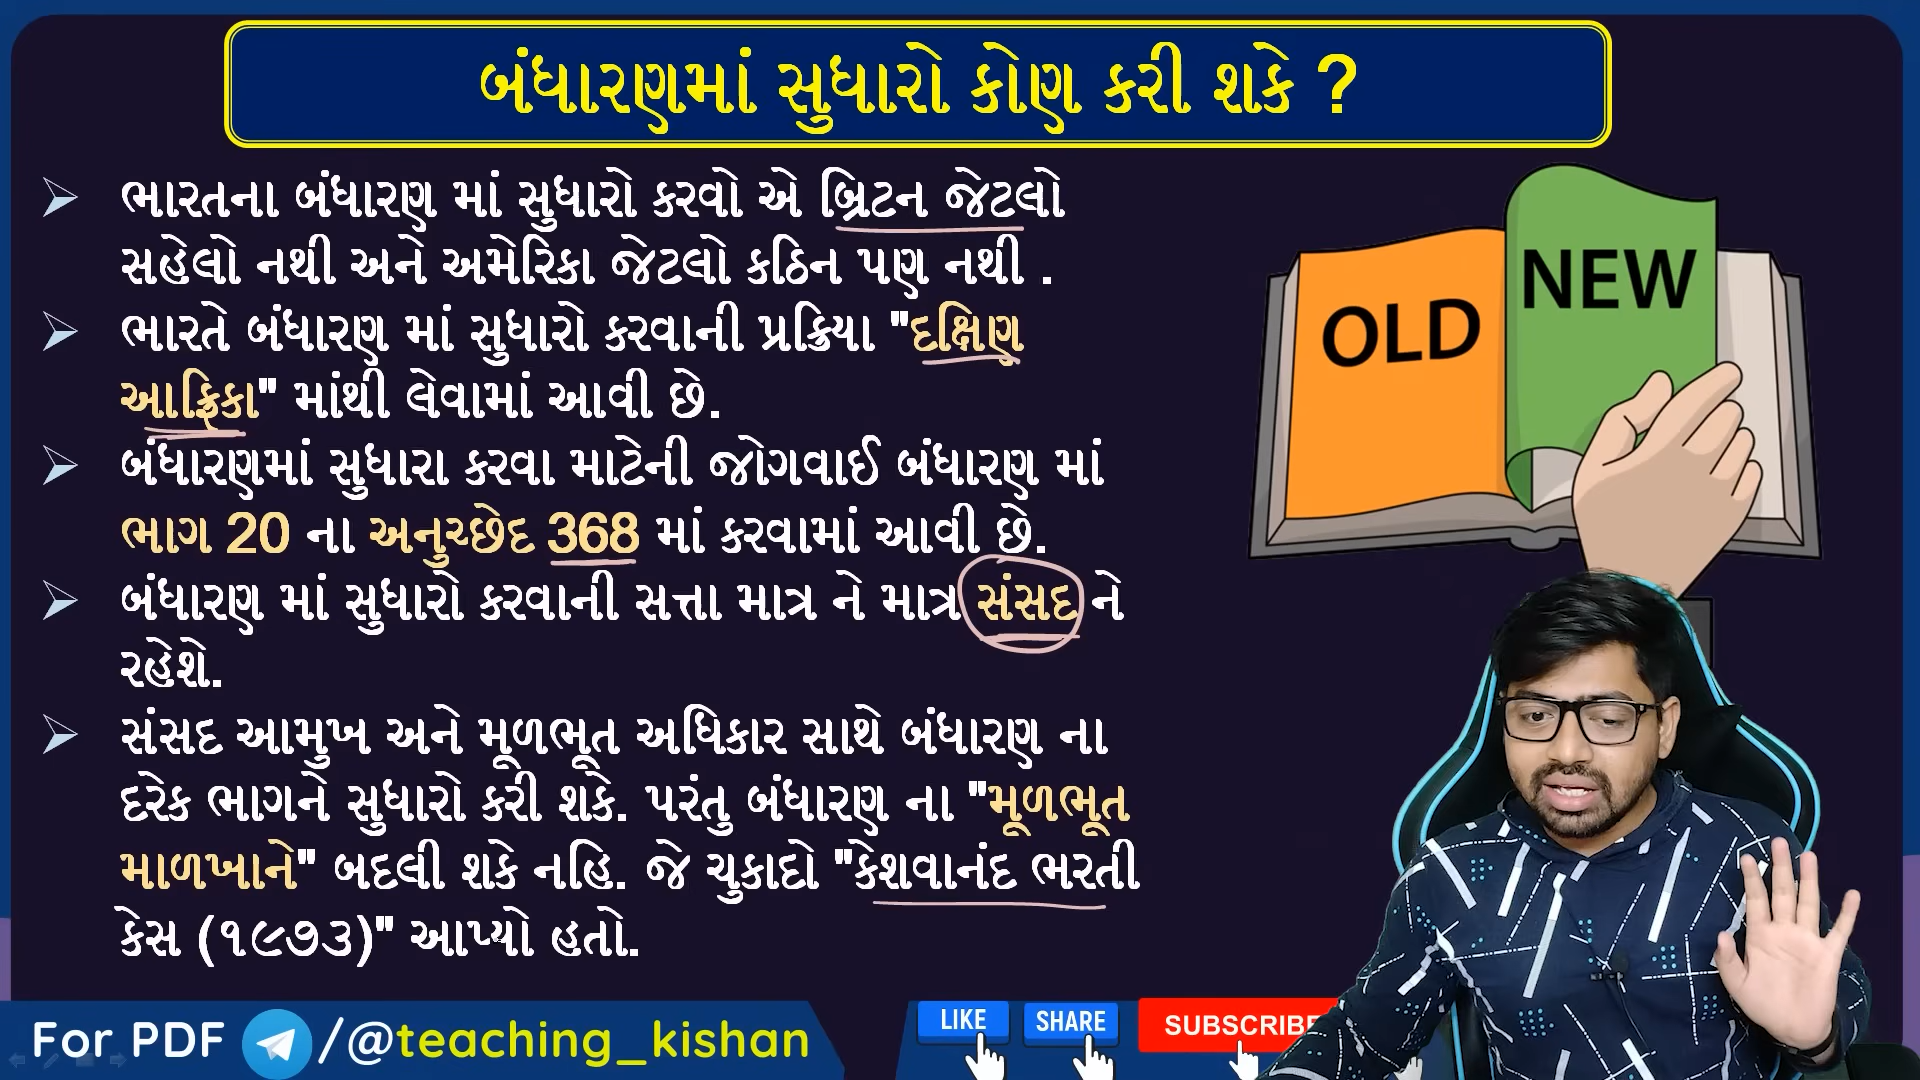 બંધારણમાં સુધારો કોણ કરી શકે ?
ભારતના બંધારણ માં સુધારો કરવો એ બ્રિટન જેટલો
સહેલો નથી અને અમેરિકા જેટલો કઠિન પણ નથી .
ભારતે બંધારણ માં સુધારો કરવાની પ્રક્રિયા "દક્ષિણ
આફ્રિકા" માંથી લેવામાં આવી છે.
બંધારણમાં સુધારા કરવા માટેની જોગવાઈ બંધારણ માં
ભાગ 20 ના અનુચ્છેદ 368 માં કરવામાં આવી છે.
બંધારણ માં સુધારો કરવાની સત્તા માત્ર ને માત્ર સંસદ ને
રહેશે.
સંસદ આમુખ અને મૂળભૂત અધિકાર સાથે બંધારણ ના
દરેક ભાગને સુધારો કરી શકે. પરંતુ બંધારણ ના "મૂળભૂત
માળખાને" બદલી શકે નહિ. જે ચુકાદો "કેશવાનંદ ભરતી
કેસ (૧૯૭૩)" આપ્યો હતો.
OLD
NEW
For PDF /@teaching_kishan
LIKE
SHARE
SUBSCRIBE